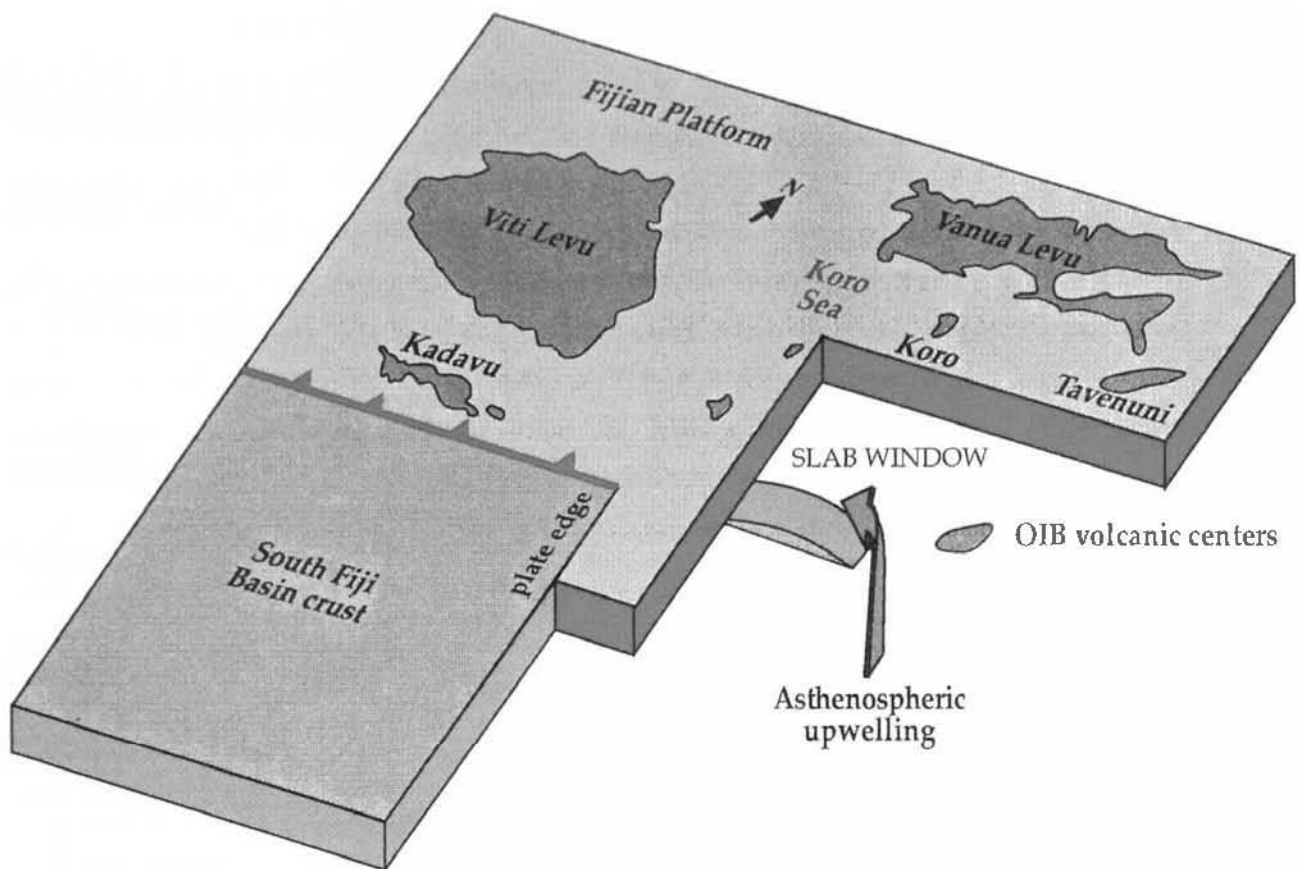 Fijian Platform
N
Viti Levu
Vanua Levu
Koro
Sea
Kadavu
Koro
Tavenuni
SLAB WINDOW
plate edge
OIB volcanic centers
South Fiji
Basin crust
Asthenospheric
upwelling